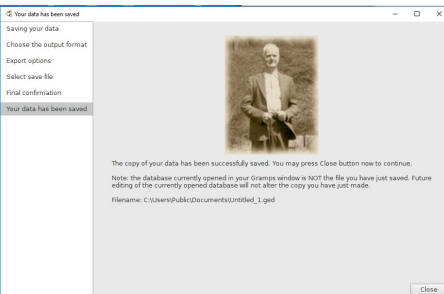 Your data has been saved
Saving your data
Choose the output format
Export options
Select save file
Final confirmation
Your data has been saved
The copy of your data has been successfully saved. You may press Close button now to continue.
Note: the database currently opened in your Gramps window is NOT the file you have just saved. Future
editing of the currently opened database will not alter the copy you have just made.
Filename: C:\Users\Public\Documents\Untitled_1.ged
Close